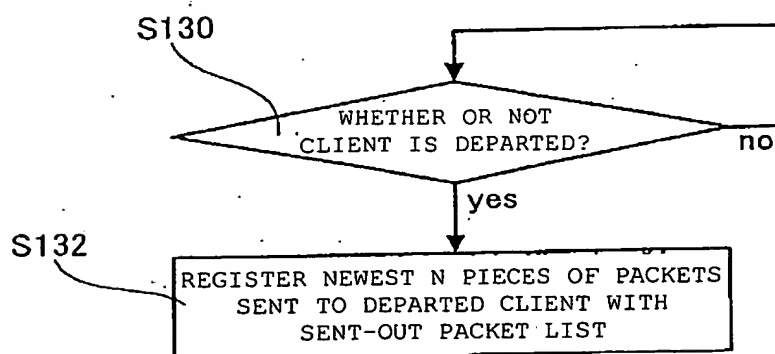 S130
WHETHER OR NOT
CLIENT IS DEPARTED?
no
yes
S132
REGISTER NEWEST N PIECES OF PACKETS
SENT TO DEPARTED CLIENT WITH
SENT-OUT PACKET LIST